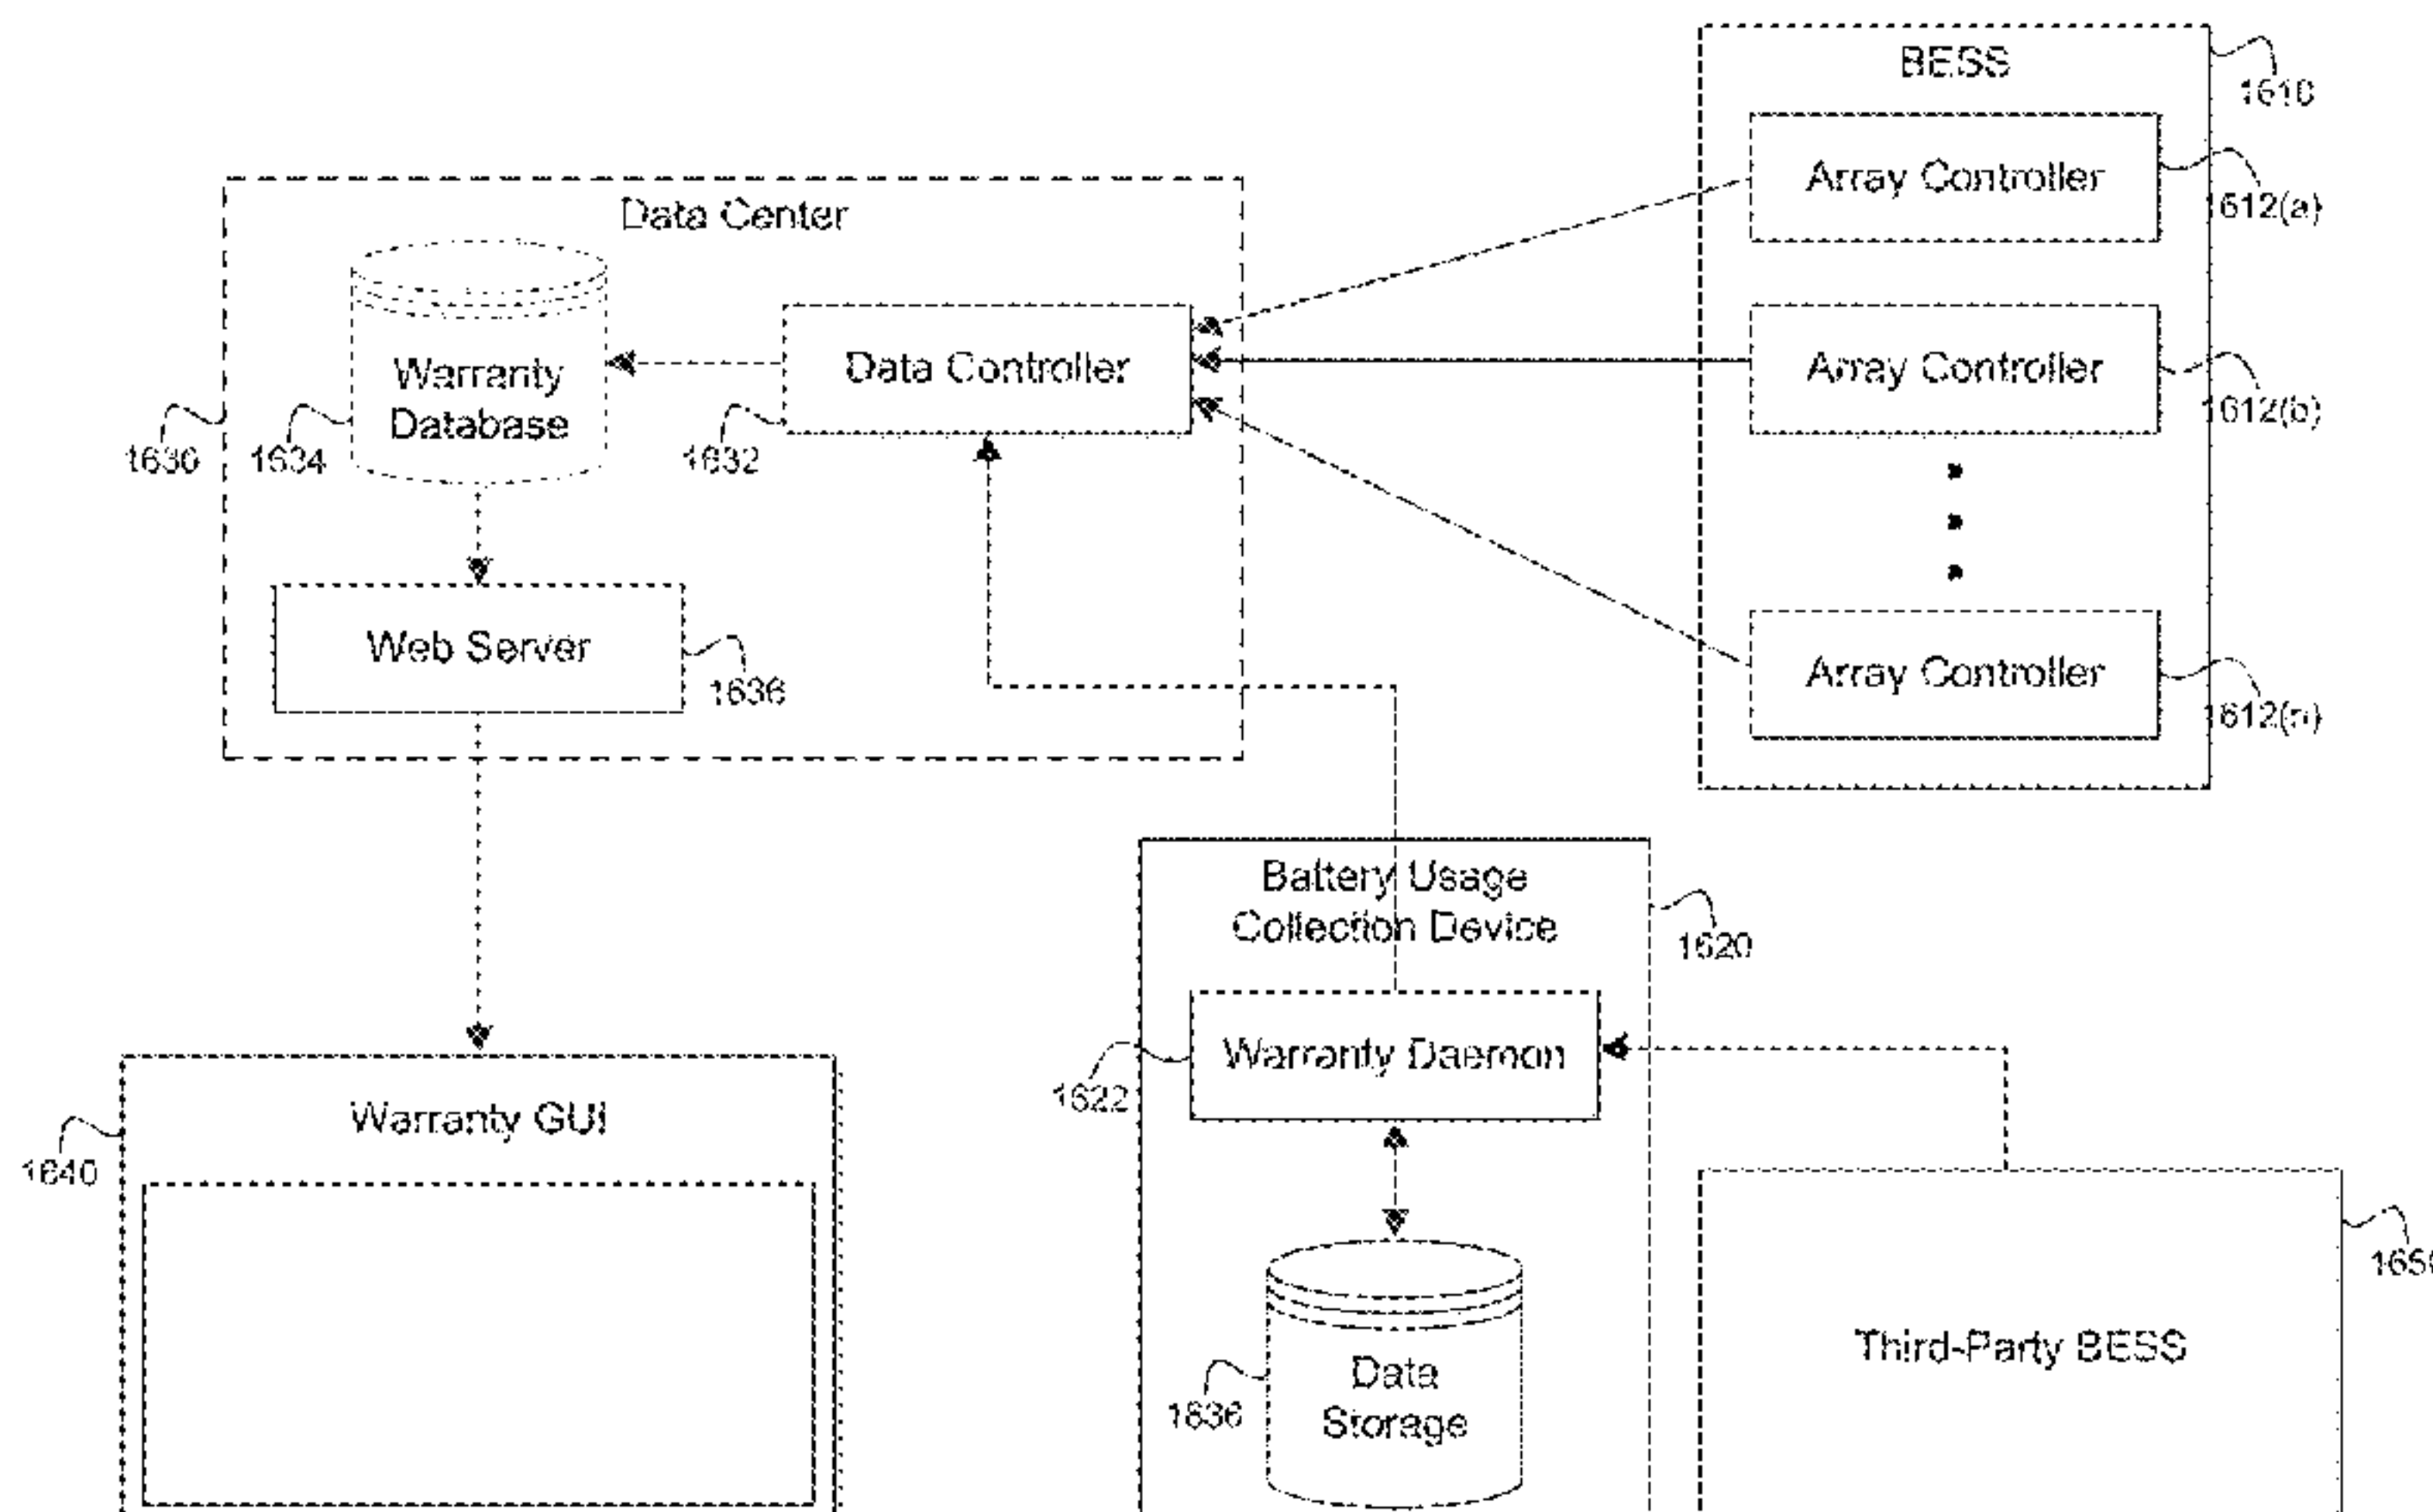 BESS
1610
Array Controller
1612(a)
Data Center
Array Controller
1612(b)
Data Controller
Warranty
Database
1630
1634
1632
Web Server
1636
Array Controller
1612(n)
Battery Usage
Collection Device
1620
Warranty Daemon
1622
Warranty GUI
1640
Third-Party BESS
Data
Storage
1636